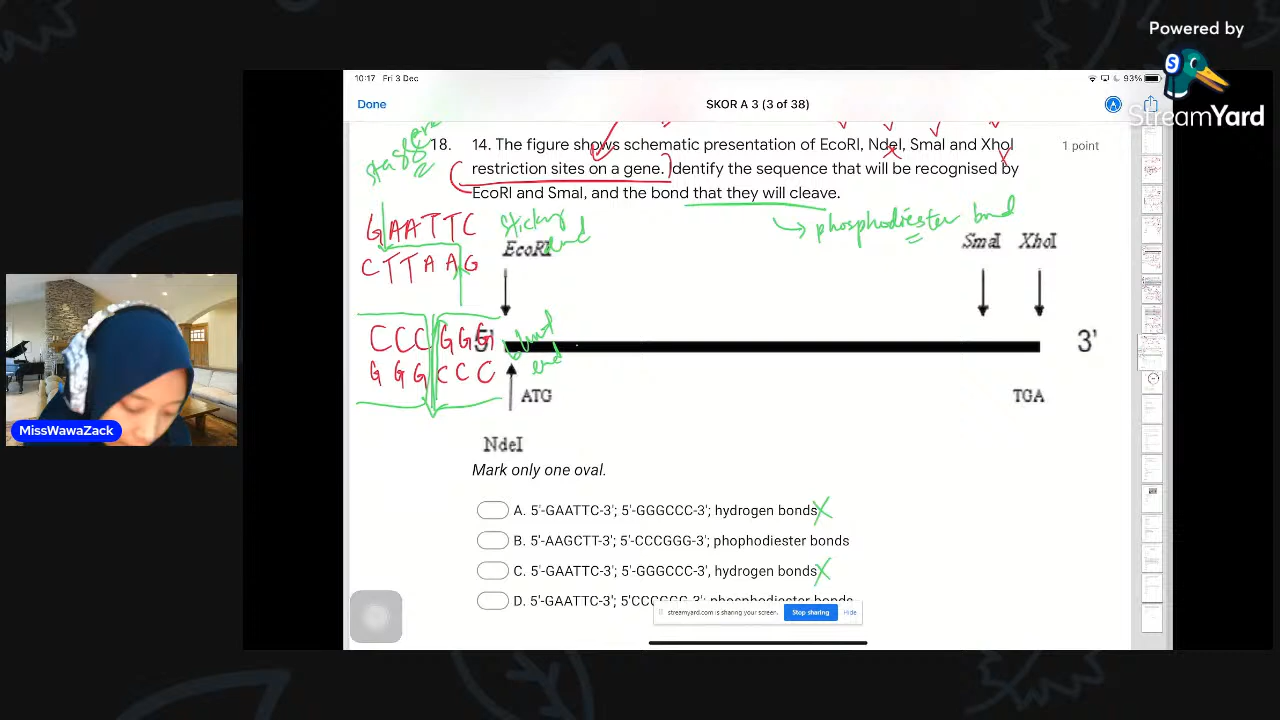 Powered by
StreamYard
10:17 Fri 3 Dec
93%
Done
SKOR A 3 (3 of 38)
staggered
18. 14. The figure shows schematic presentation of EcoRI, NdeI, SmaI and XhoI
1 point
restriction sites on a gene. Identify the sequence that will be recognised by
EcoRI and SmaI, and the bond that they will cleave.
phosphodiester bond
GAATTC
sticky end
CTTAAG
EcoRI
SmaI XhoI
CCCGGG
5'
blunt end
3'
GGGCCC
ATG
TGA
NdeI
MissWawaZack
Mark only one oval.
A. 5'-GAATTC-3'; 5'-GGGCCC-3'; hydrogen bonds X
B. 5'-AAGCTT-3'; 5'-CCCGGG-3'; phophodiester bonds
C. 5'-GAATTC-3'; 5'-GGGCCC-3', hydrogen bonds X
D. 5'-GAATTC-3'; 5'CCCGGC-3'; phosphodiester bonds
streamyard.com is sharing your screen.
Stop sharing
Hide